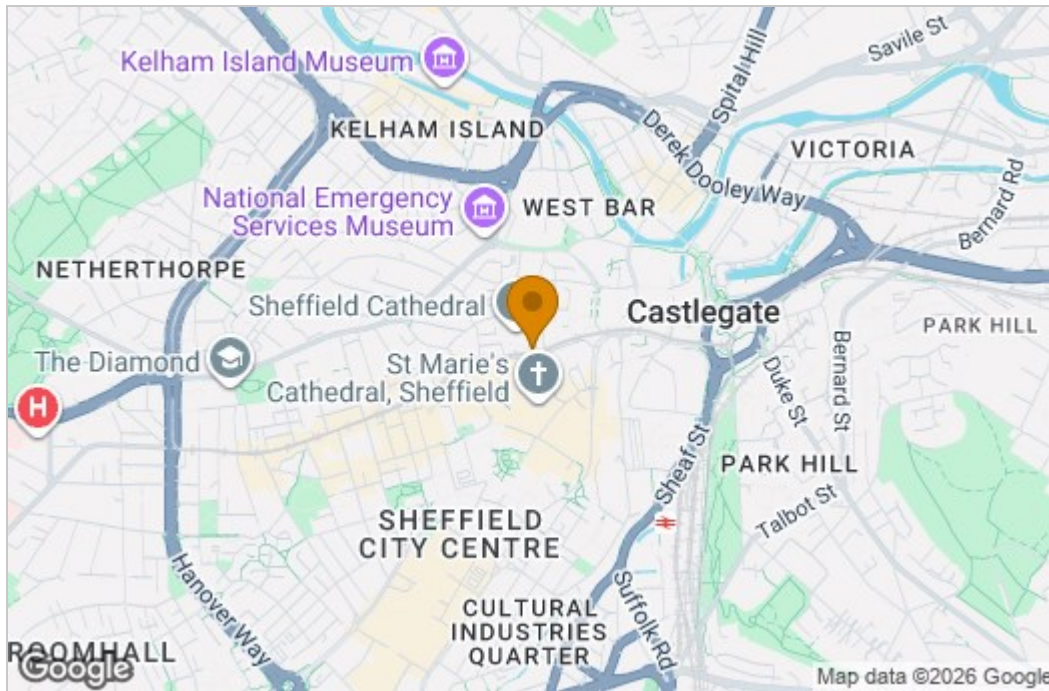 Kelham Island Museum
KELHAM ISLAND
Savile St
Spital Hill
Derek Dooley Way
VICTORIA
Bernard Rd
National Emergency
Services Museum
WEST BAR
NETHERTHORPE
Sheffield Cathedral
Castlegate
PARK HILL
The Diamond
St Marie's
Cathedral, Sheffield
H
Duke St
Bernard St
Sheaf St
PARK HILL
Talbot St
SHEFFIELD
CITY CENTRE
Hanover Way
CULTURAL
INDUSTRIES
QUARTER
Suffolk Rd
ROOMHALL
Google
Map data ©2026 Google